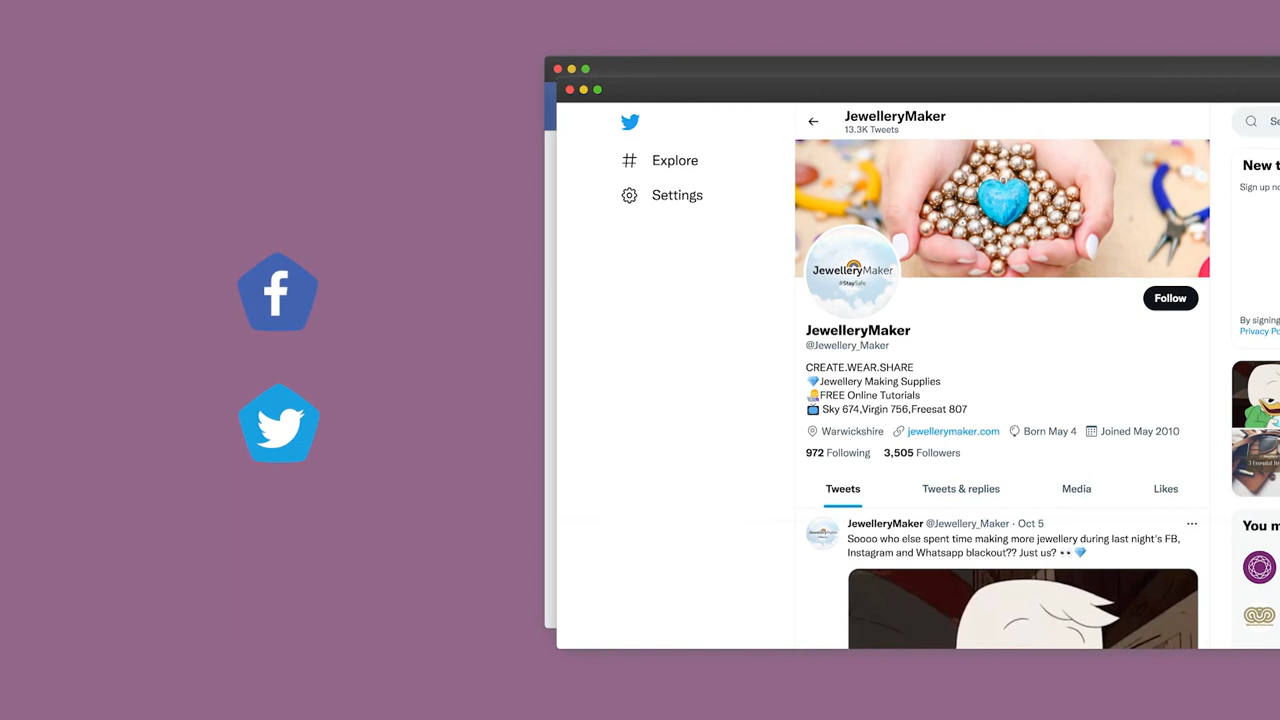 JewelleryMaker
13.3K Tweets
Explore
Settings
Se
New t
Sign up no
JewelleryMaker
#StaySafe
Follow
By signing
Privacy Po
JewelleryMaker
@Jewellery_Maker
CREATE.WEAR.SHARE
💎Jewellery Making Supplies
👷FREE Online Tutorials
📺 Sky 674,Virgin 756,Freesat 807
Warwickshire jewellerymaker.com Born May 4 Joined May 2010
972 Following 3,505 Followers
Tweets Tweets & replies Media Likes
JewelleryMaker @Jewellery_Maker · Oct 5
Soooo who else spent time making more jewellery during last night's FB,
Instagram and Whatsapp blackout?? Just us? 👀 💎
You m